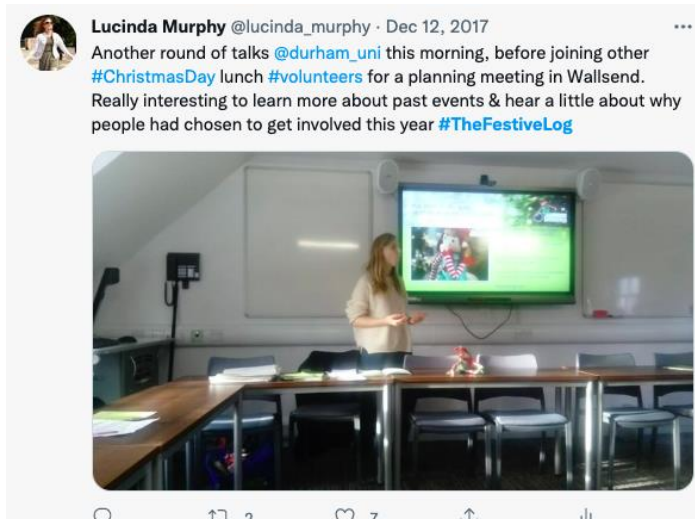 Lucinda Murphy @lucinda_murphy · Dec 12, 2017
Another round of talks @durham_uni this morning, before joining other
#ChristmasDay lunch #volunteers for a planning meeting in Wallsend.
Really interesting to learn more about past events & hear a little about why
people had chosen to get involved this year #TheFestiveLog
2 7